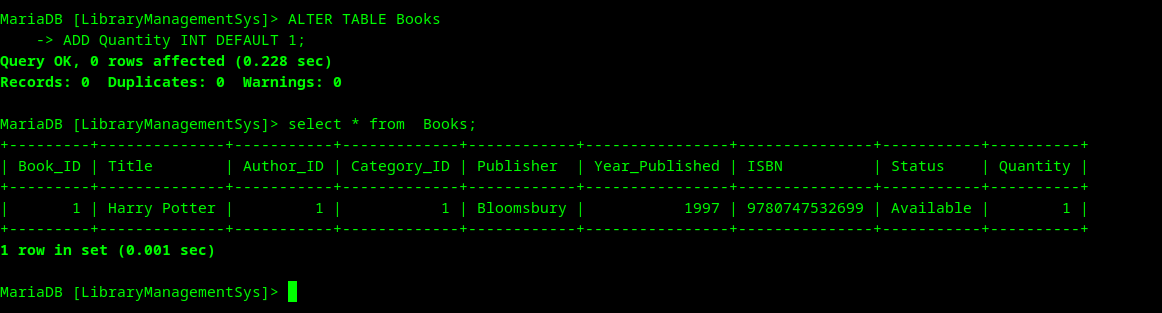 MariaDB [LibraryManagementSys]> ALTER TABLE Books
    -> ADD Quantity INT DEFAULT 1;
Query OK, 0 rows affected (0.228 sec)
Records: 0  Duplicates: 0  Warnings: 0

MariaDB [LibraryManagementSys]> select * from  Books;
+---------+--------------+-----------+-------------+------------+----------------+---------------+-----------+----------+
| Book_ID | Title        | Author_ID | Category_ID | Publisher  | Year_Published | ISBN          | Status    | Quantity |
+---------+--------------+-----------+-------------+------------+----------------+---------------+-----------+----------+
|       1 | Harry Potter |         1 |           1 | Bloomsbury |           1997 | 9780747532699 | Available |        1 |
+---------+--------------+-----------+-------------+------------+----------------+---------------+-----------+----------+
1 row in set (0.001 sec)

MariaDB [LibraryManagementSys]>